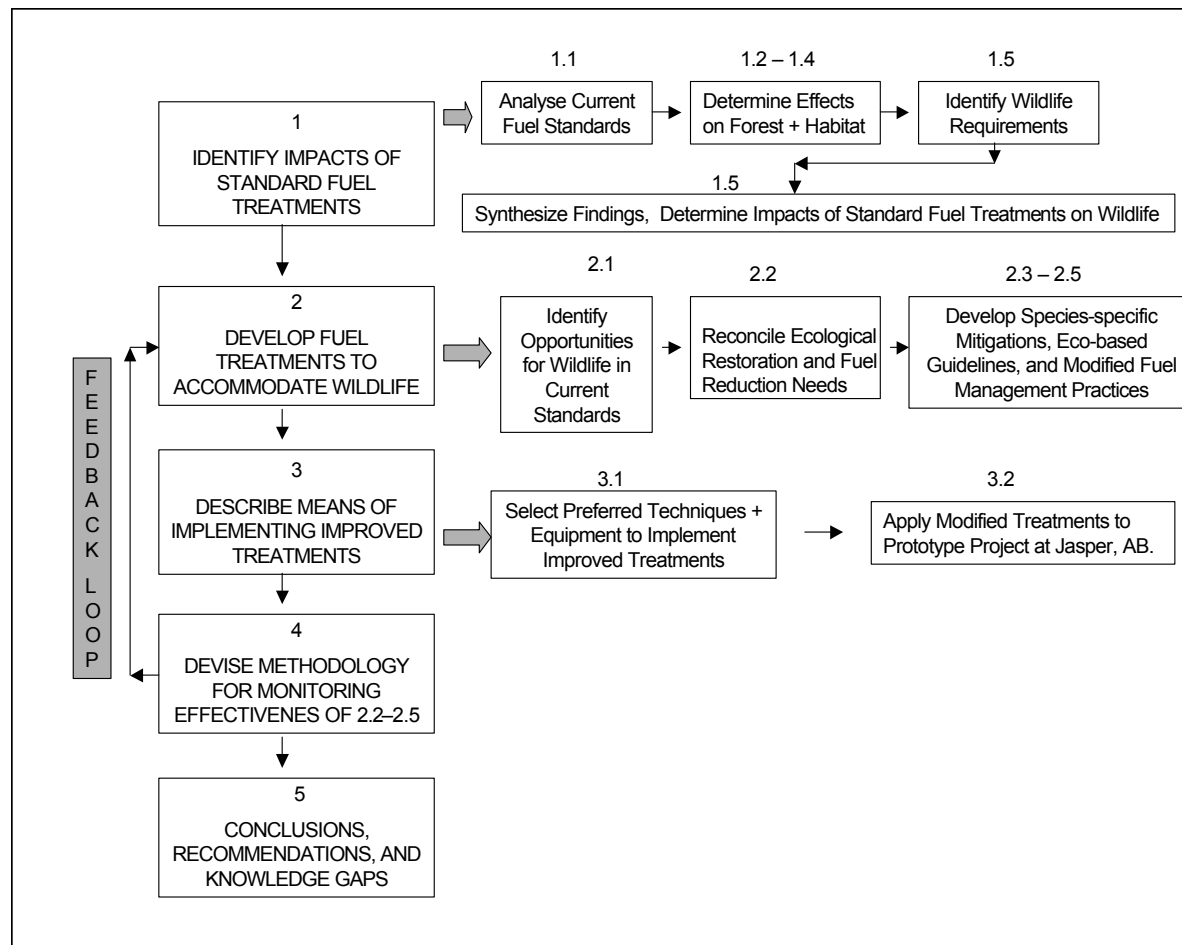 1
IDENTIFY IMPACTS OF
STANDARD FUEL
TREATMENTS
1.1
Analyse Current
Fuel Standards
1.2 – 1.4
Determine Effects
on Forest + Habitat
1.5
Identify Wildlife
Requirements
1.5
Synthesize Findings, Determine Impacts of Standard Fuel Treatments on Wildlife
2
DEVELOP FUEL
TREATMENTS TO
ACCOMMODATE WILDLIFE
2.1
Identify
Opportunities
for Wildlife in
Current
Standards
2.2
Reconcile Ecological
Restoration and Fuel
Reduction Needs
2.3 – 2.5
Develop Species-specific
Mitigations, Eco-based
Guidelines, and Modified Fuel
Management Practices
FEEDBACK LOOP
3
DESCRIBE MEANS OF
IMPLEMENTING IMPROVED
TREATMENTS
3.1
Select Preferred Techniques +
Equipment to Implement
Improved Treatments
3.2
Apply Modified Treatments to
Prototype Project at Jasper, AB.
4
DEVISE METHODOLOGY
FOR MONITORING
EFFECTIVENES OF 2.2–2.5
5
CONCLUSIONS,
RECOMMENDATIONS, AND
KNOWLEDGE GAPS